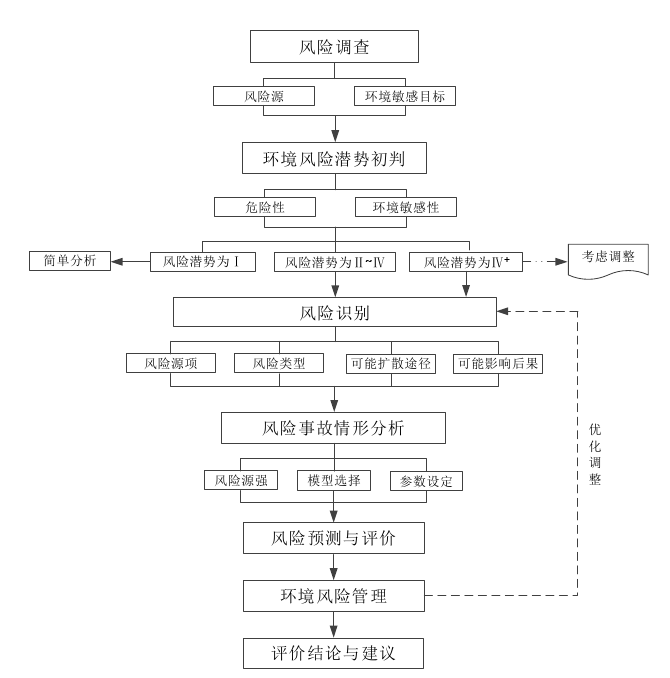 风险调查
风险源
环境敏感目标
环境风险潜势初判
危险性
环境敏感性
简单分析
风险潜势为Ⅰ
风险潜势为Ⅱ~Ⅳ
风险潜势为Ⅳ⁺
考虑调整
风险识别
风险源项
风险类型
可能扩散途径
可能影响后果
风险事故情形分析
优化调整
风险源强
模型选择
参数设定
风险预测与评价
环境风险管理
评价结论与建议